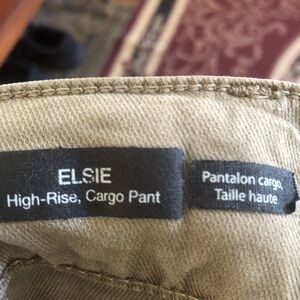 ELSIE
High-Rise, Cargo Pant
Pantalon cargo,
Taille haute